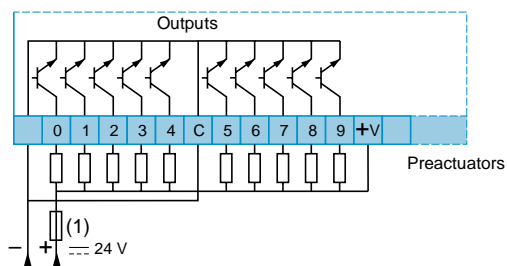 Outputs
0 1 2 3 4 C 5 6 7 8 9 +V
Preactuators
(1)
– + 24 V